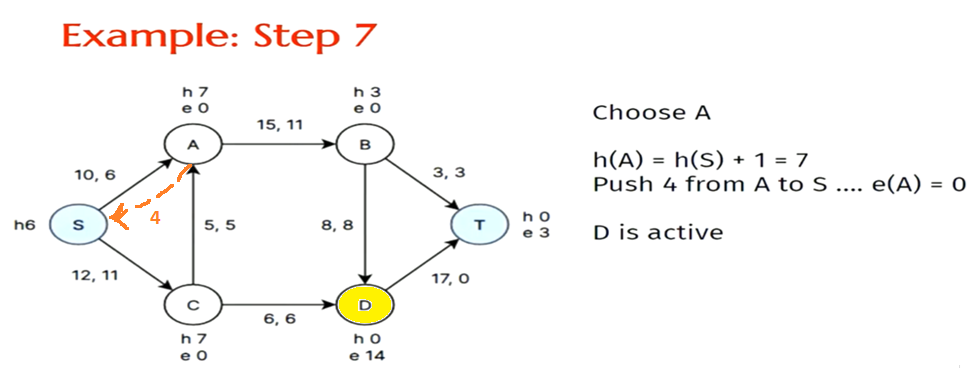 Example: Step 7
h 7
e 0
h 3
e 0
15, 11
A
B
10, 6
3, 3
4
h6
S
5, 5
8, 8
T
h 0
e 3
12, 11
17, 0
C
D
6, 6
h 7
e 0
h 0
e 14
Choose A
h(A) = h(S) + 1 = 7
Push 4 from A to S .... e(A) = 0
D is active